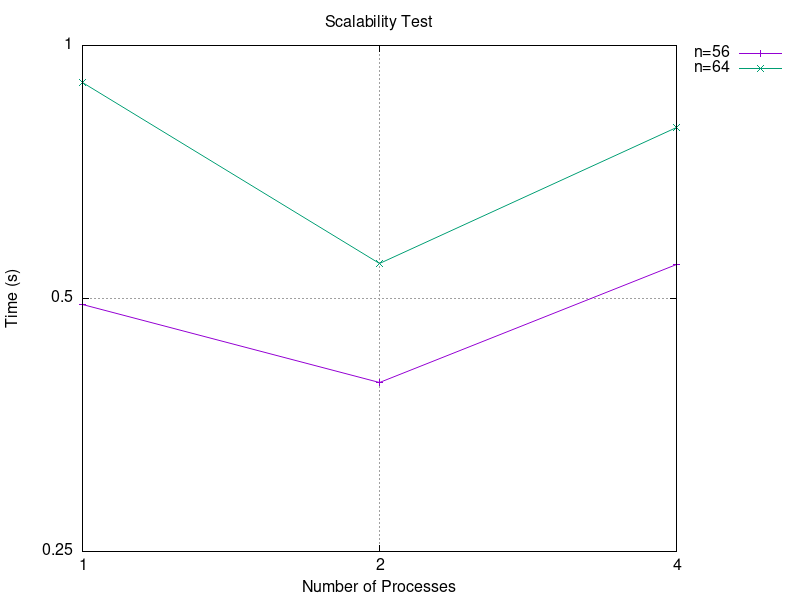 Scalability Test
1
n=56
n=64
0.5
Time (s)
0.25
1 2 4
Number of Processes